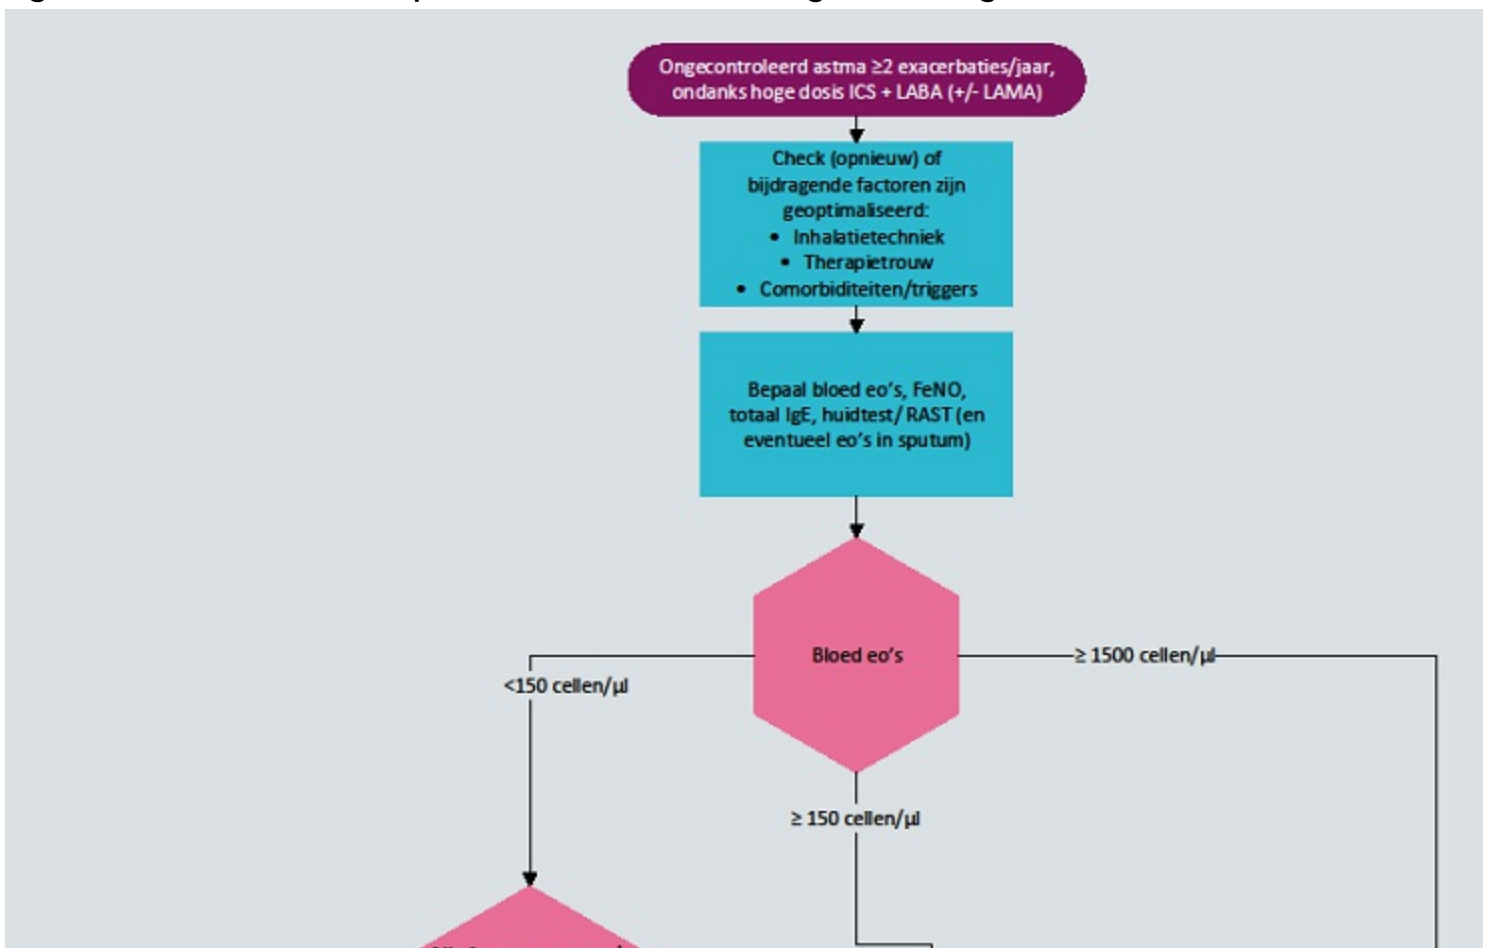 Ongecontroleerd astma ≥2 exacerbaties/jaar,
ondanks hoge dosis ICS + LABA (+/- LAMA)
Check (opnieuw) of
bijdragende factoren zijn
geoptimaliseerd:
• Inhalatietechniek
• Therapietrouw
• Comorbiditeiten/triggers
Bepaal bloed eo's, FeNO,
totaal IgE, huidtest/ RAST (en
eventueel eo's in sputum)
Bloed eo's
≥ 1500 cellen/µl
<150 cellen/µl
≥ 150 cellen/µl